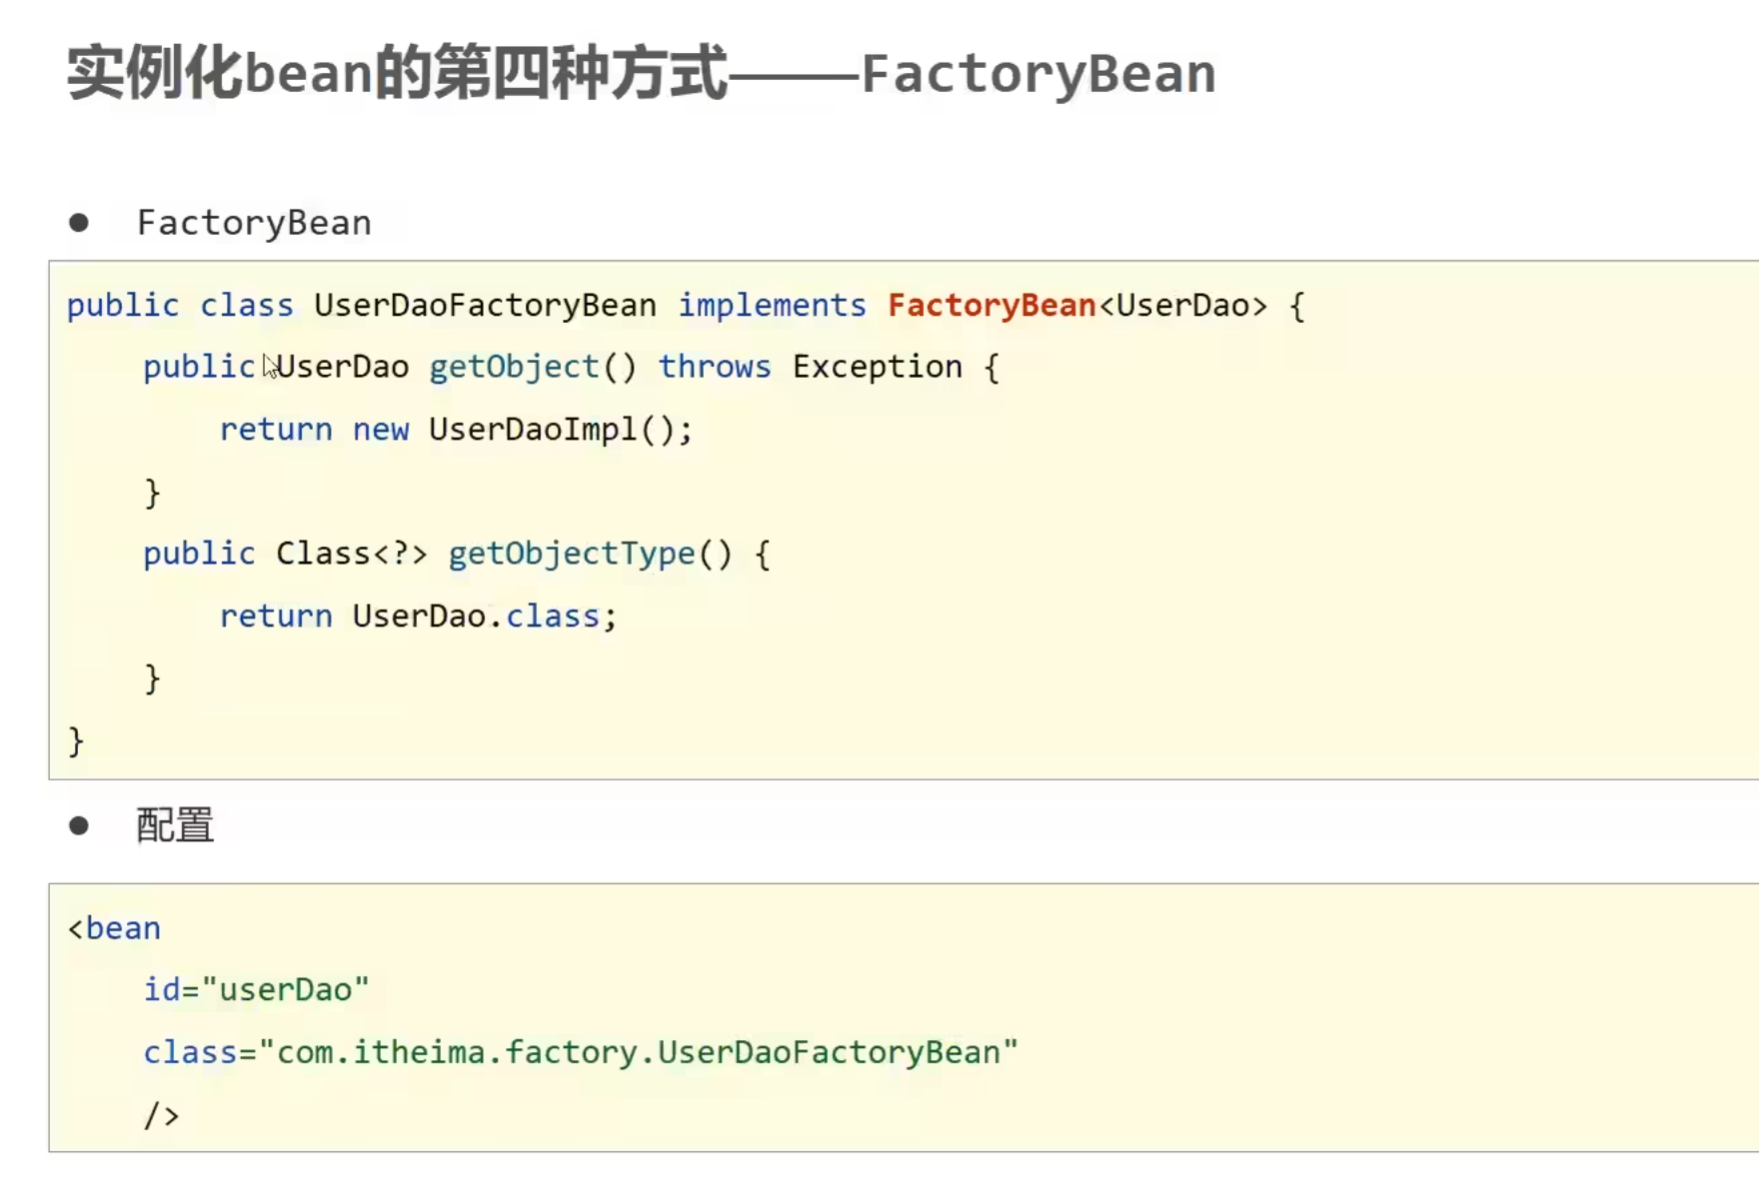 实例化bean的第四种方式——FactoryBean
● FactoryBean
public class UserDaoFactoryBean implements FactoryBean<UserDao> {
    public UserDao getObject() throws Exception {
        return new UserDaoImpl();
    }
    public Class<?> getObjectType() {
        return UserDao.class;
    }
}
● 配置
<bean
    id="userDao"
    class="com.itheima.factory.UserDaoFactoryBean"
    />